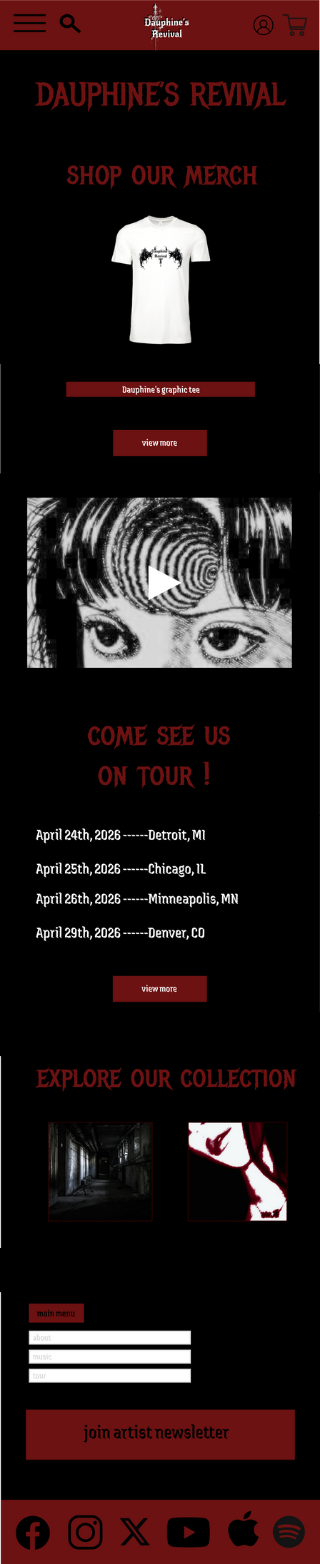 Dauphine's
Revival
DAUPHINE'S REVIVAL
SHOP OUR MERCH
Dauphine's graphic tee
view more
COME SEE US
ON TOUR !
April 24th, 2026 ------Detroit, MI
April 25th, 2026 ------Chicago, IL
April 26th, 2026 ------Minneapolis, MN
April 29th, 2026 ------Denver, CO
view more
EXPLORE OUR COLLECTION
main menu
about
music
tour
join artist newsletter